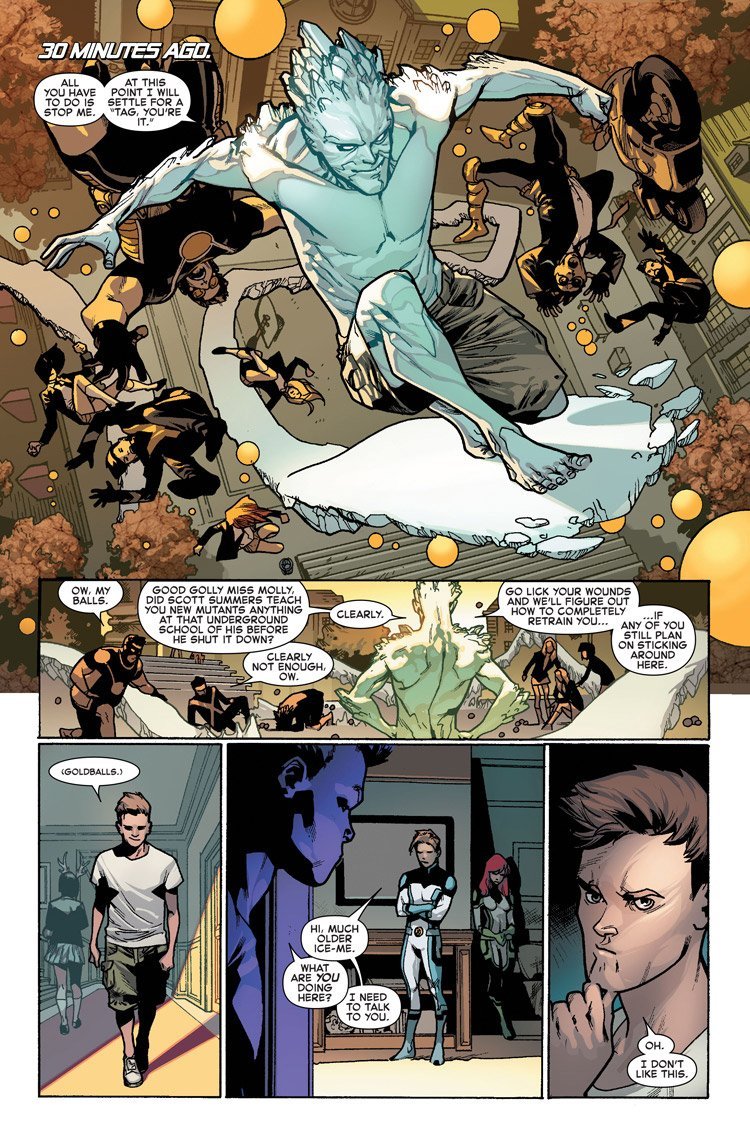 30 MINUTES AGO.
ALL
YOU HAVE
TO DO IS
STOP ME.
AT THIS
POINT I WILL
SETTLE FOR A
"TAG, YOU'RE
IT."
OW, MY
BALLS.
GOOD GOLLY MISS MOLLY,
DID SCOTT SUMMERS TEACH
YOU NEW MUTANTS ANYTHING
AT THAT UNDERGROUND
SCHOOL OF HIS BEFORE
HE SHUT IT DOWN?
CLEARLY.
CLEARLY
NOT ENOUGH,
OW.
GO LICK YOUR WOUNDS
AND WE'LL FIGURE OUT
HOW TO COMPLETELY
RETRAIN YOU...
...IF
ANY OF YOU
STILL PLAN
ON STICKING
AROUND
HERE.
(GOLDBALLS.)
HI, MUCH
OLDER
ICE-ME.
WHAT
ARE YOU
DOING
HERE?
I NEED
TO TALK
TO YOU.
OH.
I DON'T
LIKE THIS.